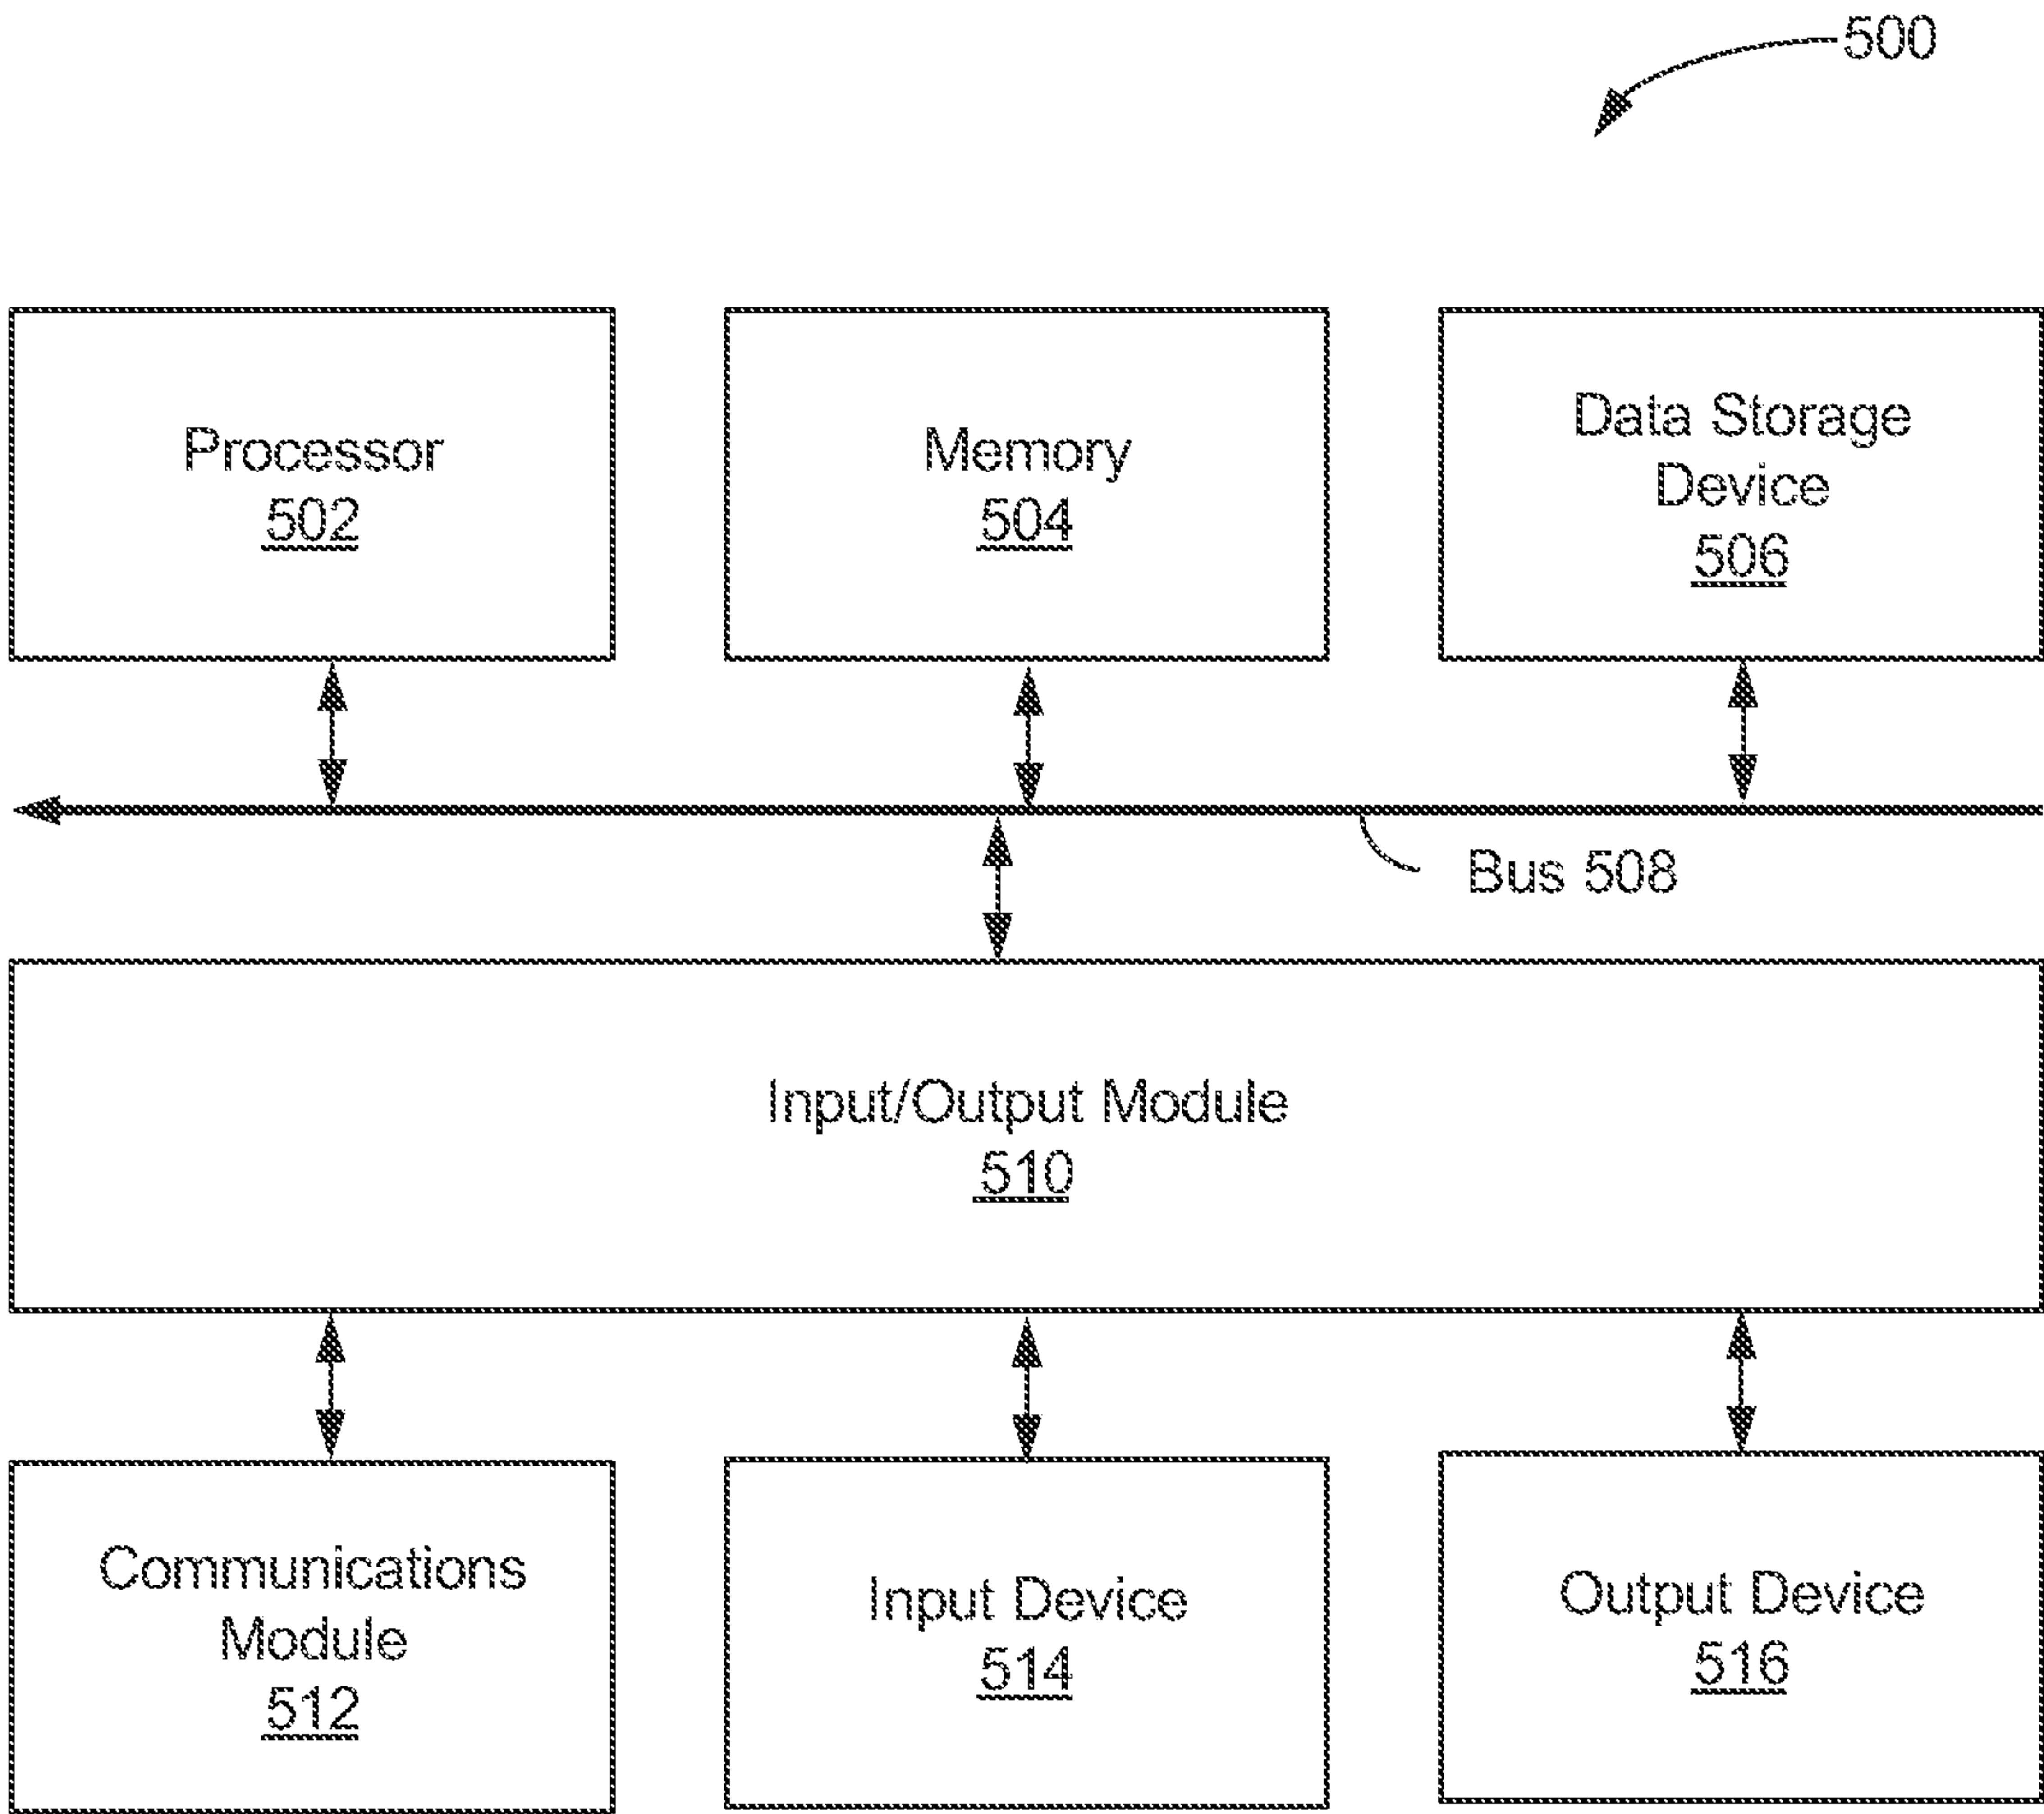 500
Processor
502
Memory
504
Data Storage
Device
506
Bus 508
Input/Output Module
510
Communications
Module
512
Input Device
514
Output Device
516